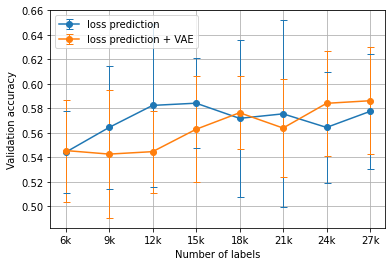 0.66
0.64
0.62
0.60
0.58
0.56
0.54
0.52
0.50
Validation accuracy
loss prediction
loss prediction + VAE
6k 9k 12k 15k 18k 21k 24k 27k
Number of labels